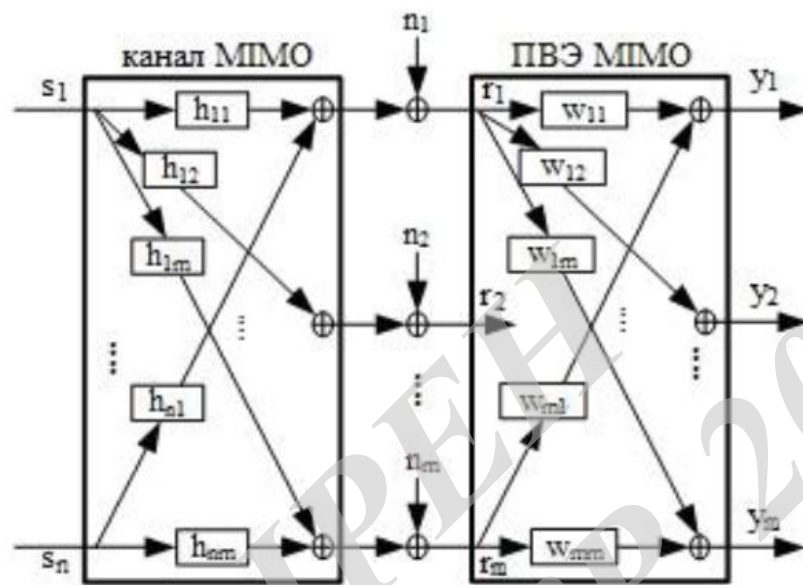 n₁
канал MIMO
ПВЭ MIMO
s₁
h₁₁
r₁
w₁₁
y₁
h₁₂
w₁₂
h₁ₘ
n₂
w₁ₘ
r₂
y₂
hₙ₁
wₘ₁
nₘ
sₙ
hₙₘ
rₘ
wₘₘ
yₘ